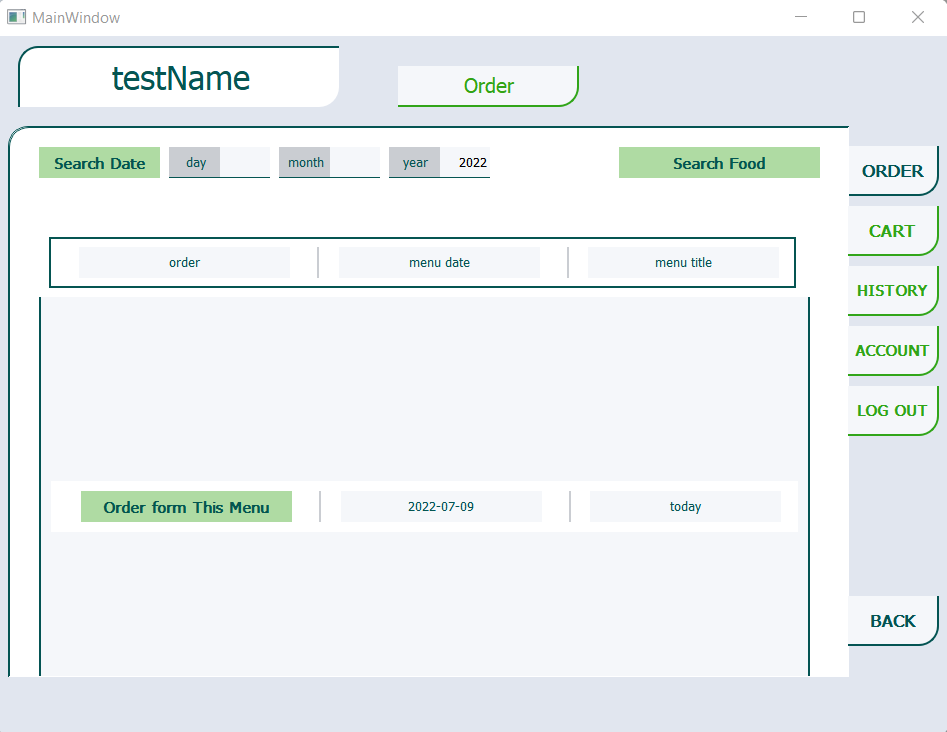 MainWindow
testName
Order
Search Date
day
month
year
2022
Search Food
ORDER
CART
HISTORY
ACCOUNT
LOG OUT
BACK
order
menu date
menu title
Order form This Menu
2022-07-09
today